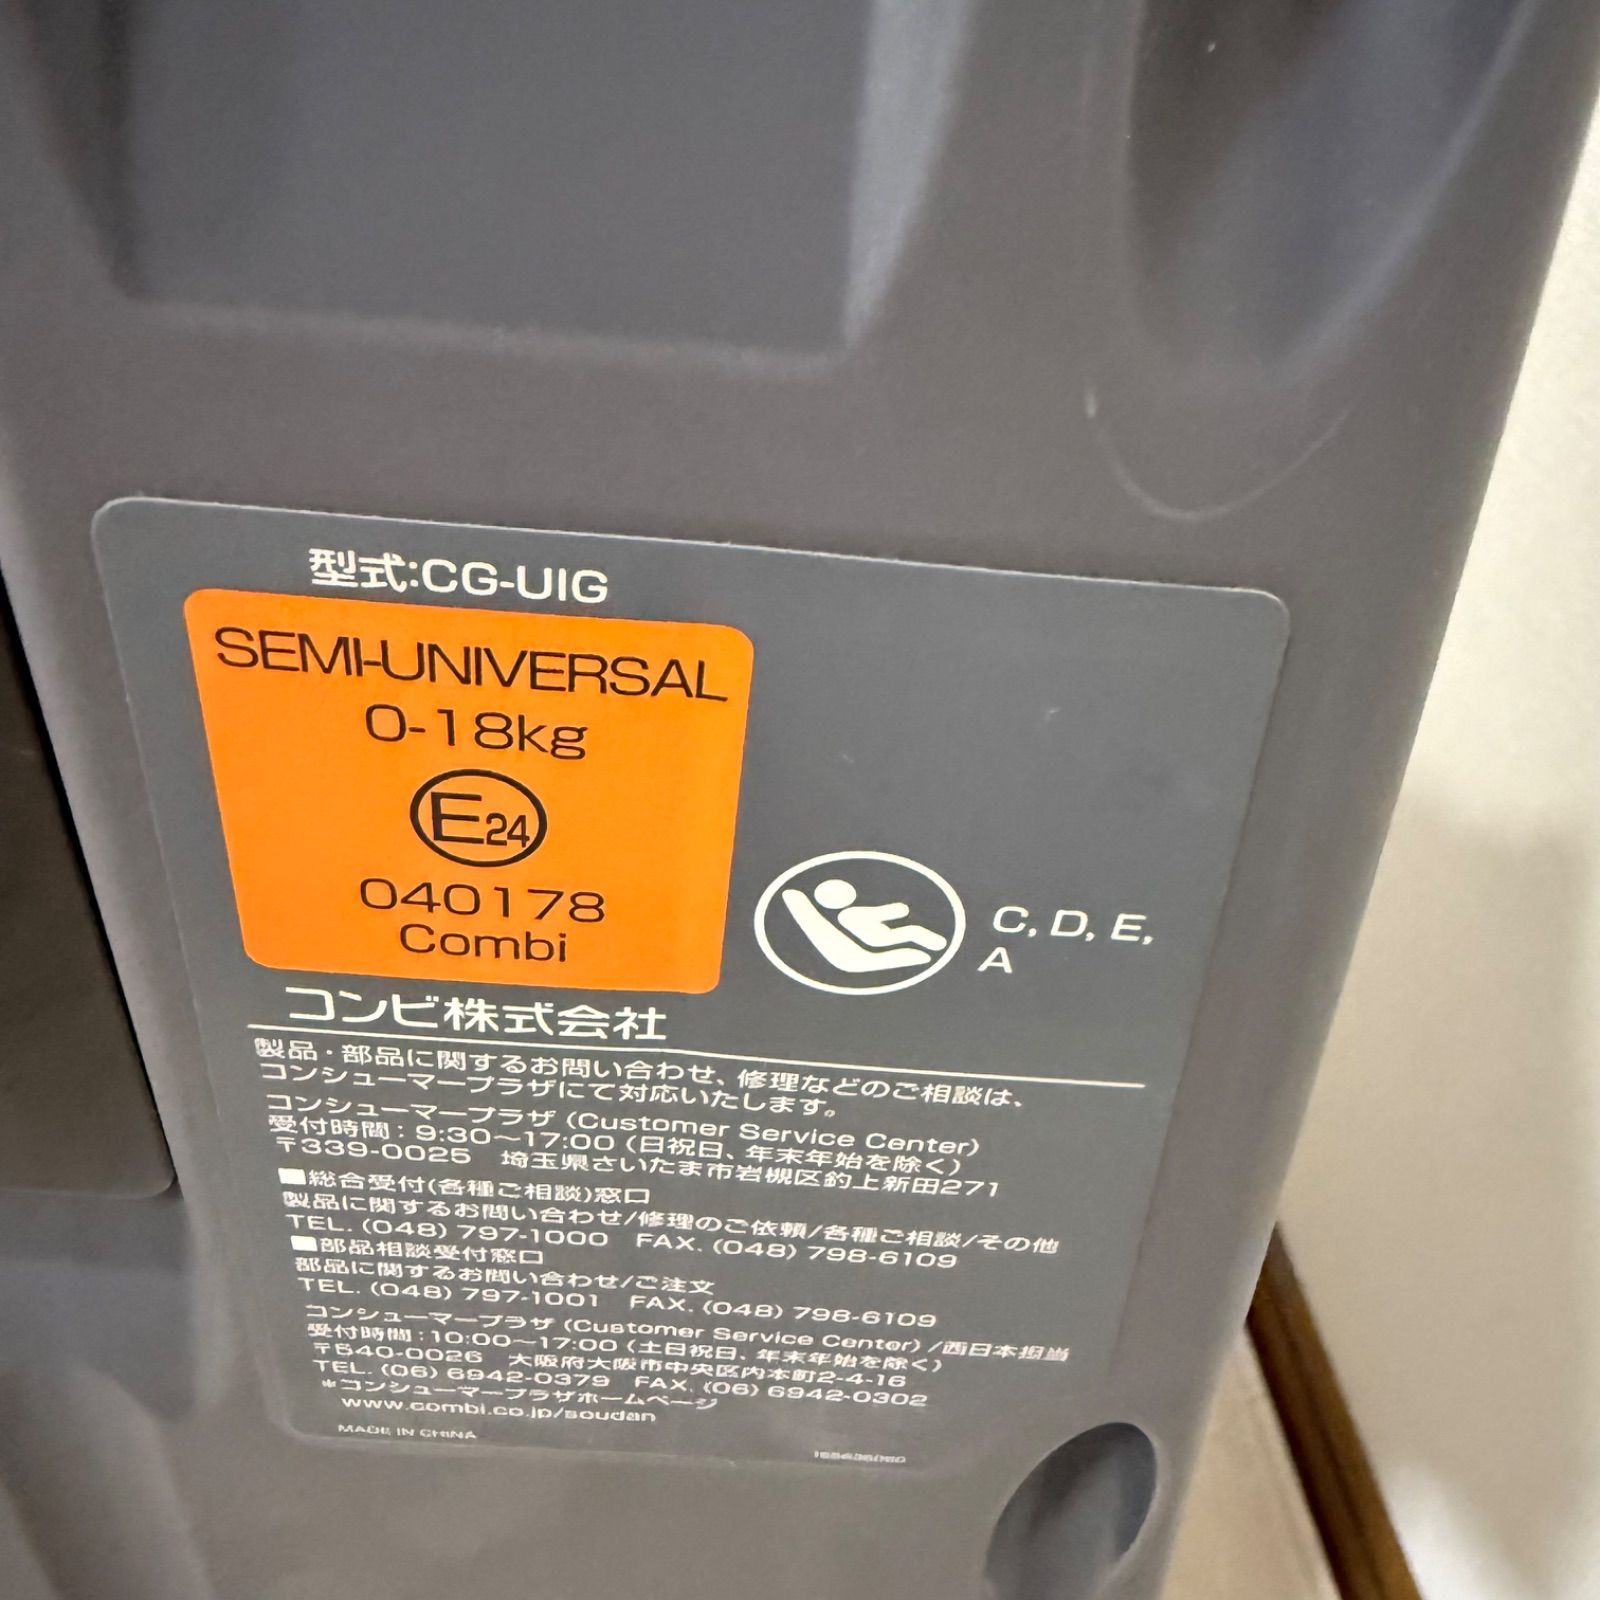 型式:CG-UIG
SEMI-UNIVERSAL
0-18kg
E24
040178
Combi
C, D, E,
A
コンビ株式会社
製品・部品に関するお問い合わせ、修理などのご相談は、
コンシューマープラザにて対応いたします。
コンシューマープラザ (Customer Service Center)
受付時間：9:30～17:00 (日祝日、年末年始を除く)
〒339-0025 埼玉県さいたま市岩槻区釣上新田271
■総合受付(各種ご相談)窓口
製品に関するお問い合わせ/修理のご依頼/各種ご相談/その他
TEL. (048) 797-1000 FAX. (048) 798-6109
■部品相談受付窓口
部品に関するお問い合わせ/ご注文
TEL. (048) 797-1001 FAX. (048) 798-6109
コンシューマープラザ (Customer Service Center) /西日本担当
受付時間：10:00～17:00 (土日祝日、年末年始を除く)
〒540-0026 大阪府大阪市中央区内本町2-4-16
TEL. (06) 6942-0379 FAX. (06) 6942-0302
*コンシューマープラザホームページ
www.combi.co.jp/soudan
MADE IN CHINA